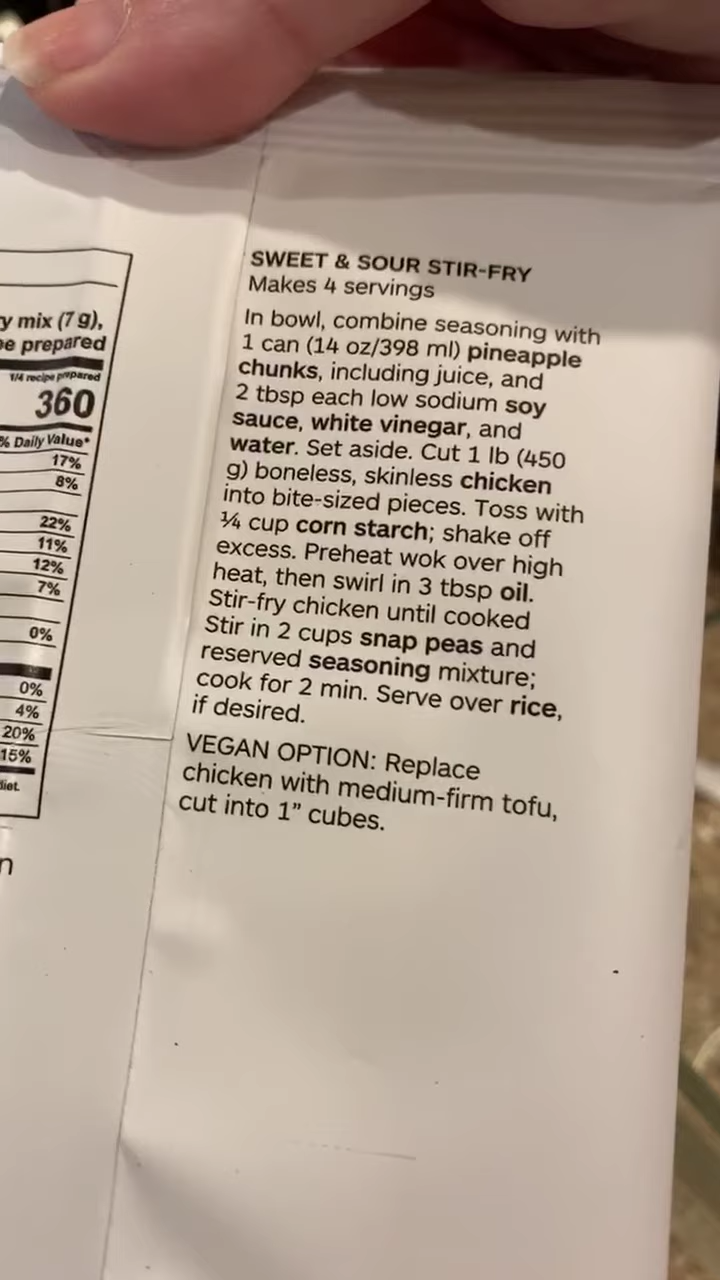 y mix (7 g),
e prepared
1/4 recipe prepared
360
% Daily Value*
17%
8%
22%
11%
12%
7%
0%
0%
4%
20%
15%
diet.
n
SWEET & SOUR STIR-FRY
Makes 4 servings
In bowl, combine seasoning with
1 can (14 oz/398 ml) pineapple
chunks, including juice, and
2 tbsp each low sodium soy
sauce, white vinegar, and
water. Set aside. Cut 1 lb (450
g) boneless, skinless chicken
into bite-sized pieces. Toss with
¼ cup corn starch; shake off
excess. Preheat wok over high
heat, then swirl in 3 tbsp oil.
Stir-fry chicken until cooked
Stir in 2 cups snap peas and
reserved seasoning mixture;
cook for 2 min. Serve over rice,
if desired.
VEGAN OPTION: Replace
chicken with medium-firm tofu,
cut into 1” cubes.